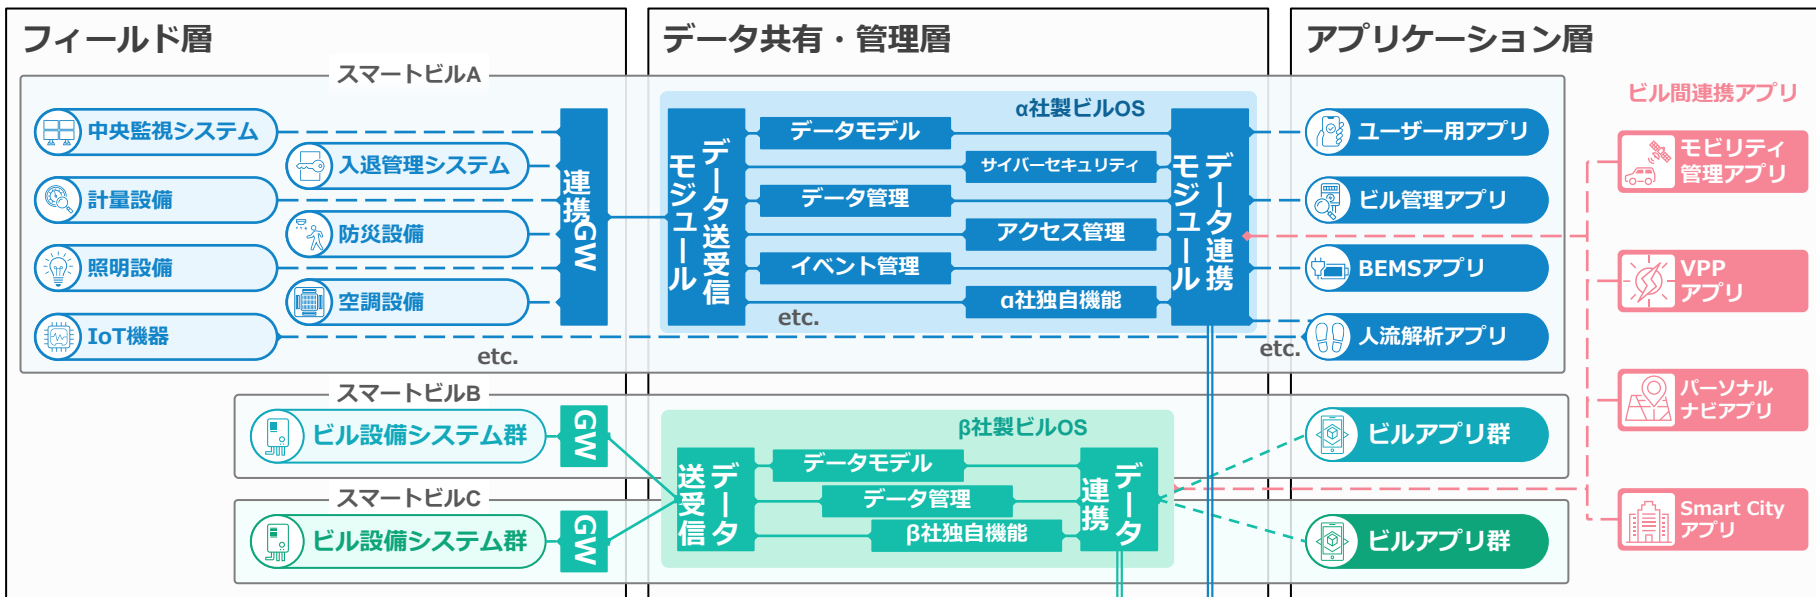 フィールド層
データ共有・管理層
アプリケーション層
スマートビルA
中央監視システム
入退管理システム
計量設備
防災設備
照明設備
空調設備
IoT機器
etc.
連携GW
α社製ビルOS
データ送受信
モジュール
データモデル
サイバーセキュリティ
データ管理
アクセス管理
イベント管理
α社独自機能
etc.
データ連携
モジュール
ユーザー用アプリ
ビル管理アプリ
BEMSアプリ
人流解析アプリ
etc.
ビル間連携アプリ
モビリティ
管理アプリ
VPP
アプリ
パーソナル
ナビアプリ
Smart City
アプリ
スマートビルB
ビル設備システム群
GW
スマートビルC
ビル設備システム群
GW
β社製ビルOS
データ
送受信
データモデル
データ管理
β社独自機能
データ
連携
ビルアプリ群
ビルアプリ群